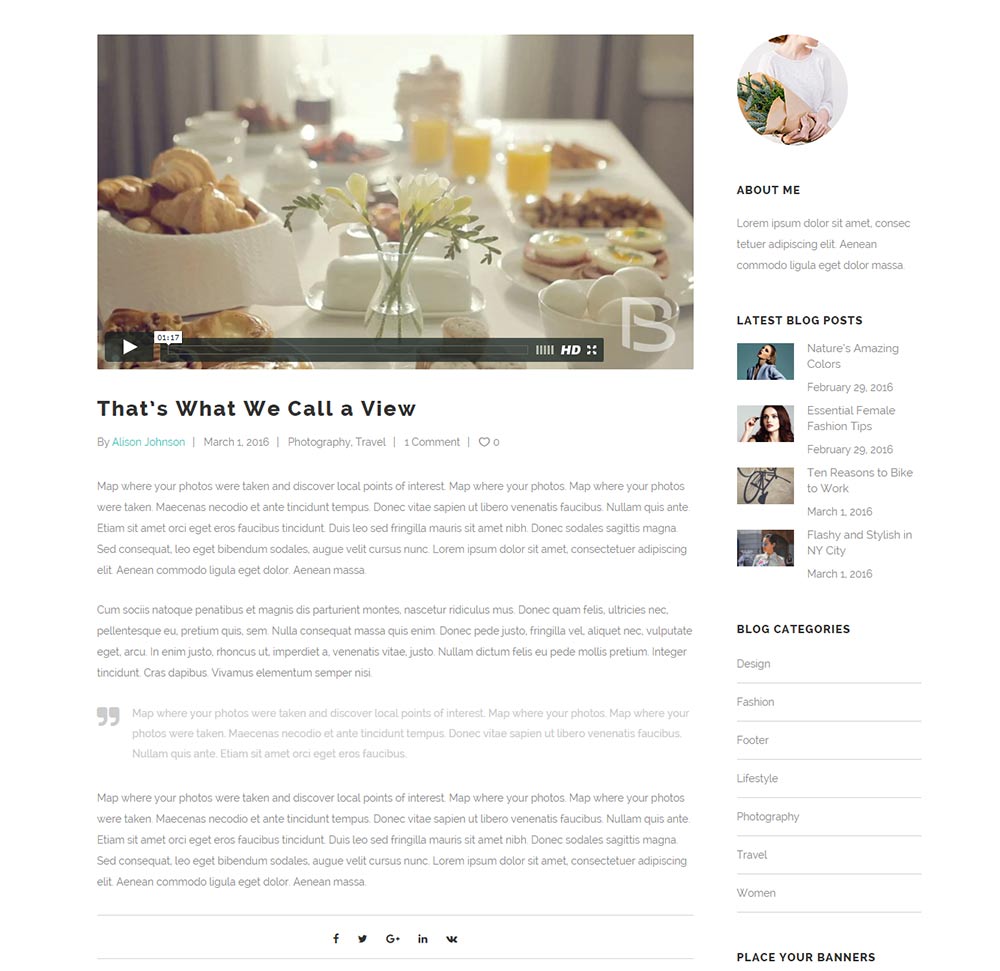 01:17
HD
B
That's What We Call a View
By Alison Johnson | March 1, 2016 | Photography, Travel | 1 Comment | 0
Map where your photos were taken and discover local points of interest. Map where your photos. Map where your photos
were taken. Maecenas necodio et ante tincidunt tempus. Donec vitae sapien ut libero venenatis faucibus. Nullam quis ante.
Etiam sit amet orci eget eros faucibus tincidunt. Duis leo sed fringilla mauris sit amet nibh. Donec sodales sagittis magna.
Sed consequat, leo eget bibendum sodales, augue velit cursus nunc. Lorem ipsum dolor sit amet, consectetuer adipiscing
elit. Aenean commodo ligula eget dolor. Aenean massa.
Cum sociis natoque penatibus et magnis dis parturient montes, nascetur ridiculus mus. Donec quam felis, ultricies nec,
pellentesque eu, pretium quis, sem. Nulla consequat massa quis enim. Donec pede justo, fringilla vel, aliquet nec, vulputate
eget, arcu. In enim justo, rhoncus ut, imperdiet a, venenatis vitae, justo. Nullam dictum felis eu pede mollis pretium. Integer
tincidunt. Cras dapibus. Vivamus elementum semper nisi.
Map where your photos were taken and discover local points of interest. Map where your photos. Map where your
photos were taken. Maecenas necodio et ante tincidunt tempus. Donec vitae sapien ut libero venenatis faucibus.
Nullam quis ante. Etiam sit amet orci eget eros faucibus.
Map where your photos were taken and discover local points of interest. Map where your photos. Map where your photos
were taken. Maecenas necodio et ante tincidunt tempus. Donec vitae sapien ut libero venenatis faucibus. Nullam quis ante.
Etiam sit amet orci eget eros faucibus tincidunt. Duis leo sed fringilla mauris sit amet nibh. Donec sodales sagittis magna.
Sed consequat, leo eget bibendum sodales, augue velit cursus nunc. Lorem ipsum dolor sit amet, consectetuer adipiscing
elit. Aenean commodo ligula eget dolor. Aenean massa.
ABOUT ME
Lorem ipsum dolor sit amet, consec
tetuer adipiscing elit. Aenean
commodo ligula eget dolor massa.
LATEST BLOG POSTS
Nature's Amazing
Colors
February 29, 2016
Essential Female
Fashion Tips
February 29, 2016
Ten Reasons to Bike
to Work
March 1, 2016
Flashy and Stylish in
NY City
March 1, 2016
BLOG CATEGORIES
Design
Fashion
Footer
Lifestyle
Photography
Travel
Women
PLACE YOUR BANNERS